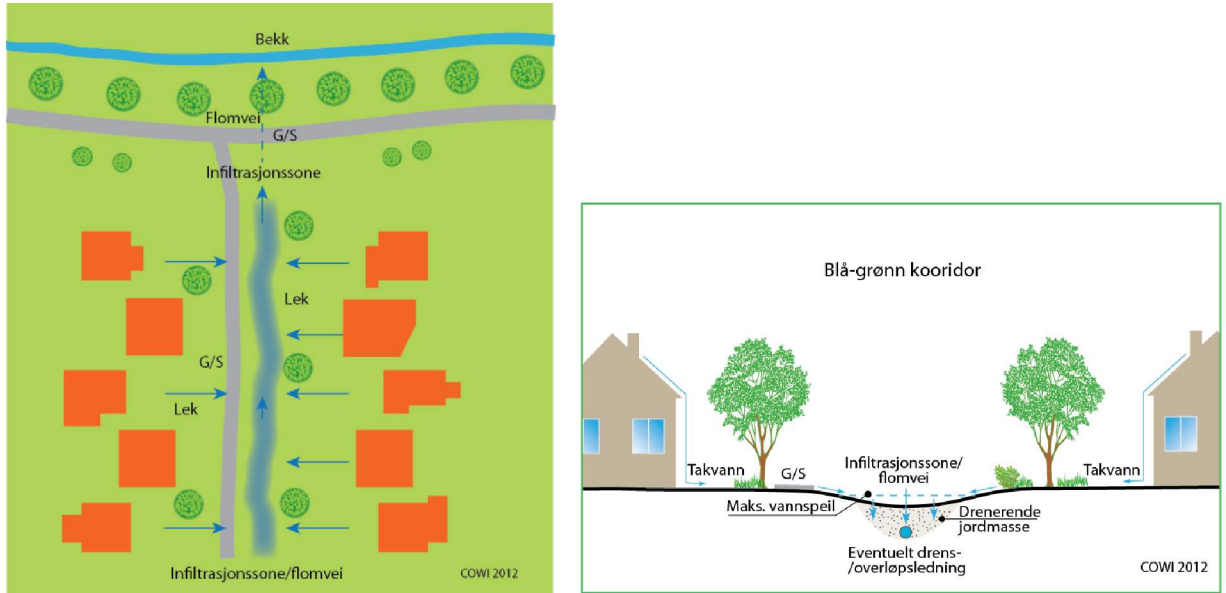 Bekk
Flomvei
G/S
Infiltrasjonssone
Lek
G/S
Lek
Infiltrasjonssone/flomvei
COWI 2012
Blå-grønn kooridor
Takvann
G/S
Infiltrasjonssone/
flomvei
Takvann
Maks. vannspeil
Drenerende
jordmasse
Eventuelt drens-
/overløpsledning
COWI 2012